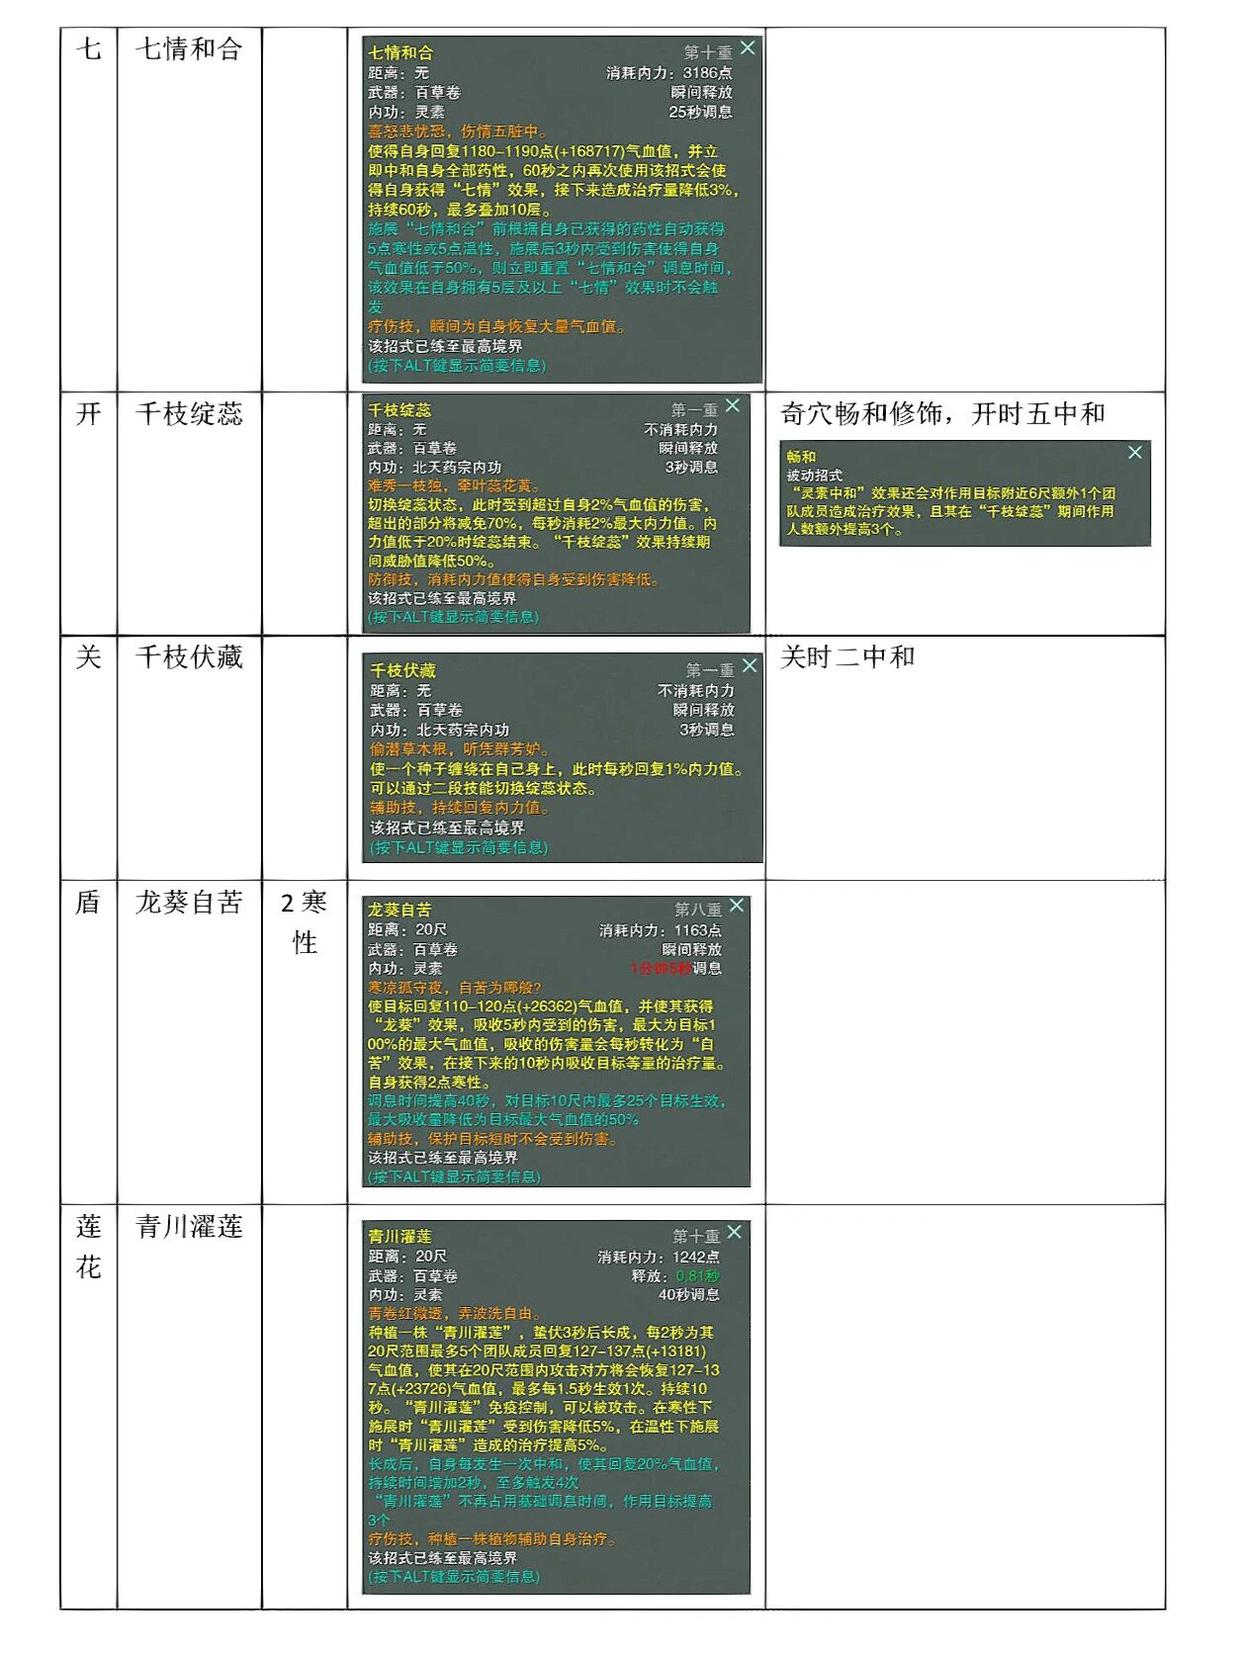 七
七情和合
七情和合 第十重
距离：无 消耗内力：3186点
武器：百草卷 瞬间释放
内功：灵素 25秒调息
喜怒悲忧恐，伤情五脏中。
使得自身回复1180-1190点(+168717)气血值，并立
即中和自身全部药性，60秒之内再次使用该招式会使
得自身获得“七情”效果，接下来造成治疗量降低3%，
持续60秒，最多叠加10层。
施展“七情和合”前根据自身已获得的药性自动获得
5点寒性或5点温性，施展后3秒内受到伤害使得自身
气血值低于50%，则立即重置“七情和合”调息时间，
该效果在自身拥有5层及以上“七情”效果时不会触
发
疗伤技，瞬间为自身恢复大量气血值。
该招式已练至最高境界
(按下ALT键显示简要信息)
开
千枝绽蕊
千枝绽蕊 第一重
距离：无 不消耗内力
武器：百草卷 瞬间释放
内功：北天药宗内功 3秒调息
难秀一枝独，牵叶蕊花黄。
切换绽蕊状态，此时受到超过自身2%气血值的伤害，
超出的部分将减免70%，每秒消耗2%最大内力值。内
力值低于20%时绽蕊结束。“千枝绽蕊”效果持续期
间威胁值降低50%。
防御技，消耗内力值使得自身受到伤害降低。
该招式已练至最高境界
(按下ALT键显示简要信息)
奇穴畅和修饰，开时五中和
畅和
被动招式
“灵素中和”效果还会对作用目标附近6尺额外1个团
队成员造成治疗效果，且其在“千枝绽蕊”期间作用
人数额外提高3个。
关
千枝伏藏
千枝伏藏 第一重
距离：无 不消耗内力
武器：百草卷 瞬间释放
内功：北天药宗内功 3秒调息
偷潜草木根，听凭群芳妒。
使一个种子缠绕在自己身上，此时每秒回复1%内力值。
可以通过二段技能切换绽蕊状态。
辅助技，持续回复内力值。
该招式已练至最高境界
(按下ALT键显示简要信息)
关时二中和
盾
龙葵自苦
2寒
性
龙葵自苦 第八重
距离：20尺 消耗内力：1163点
武器：百草卷 瞬间释放
内功：灵素 1分钟5秒调息
寒凉孤守夜，自苦为哪般？
使目标回复110-120点(+26362)气血值，并使其获得
“龙葵”效果，吸收5秒内受到的伤害，最大为目标1
00%的最大气血值，吸收的伤害量会每秒转化为“自
苦”效果，在接下来的10秒内吸收目标等量的治疗量。
自身获得2点寒性。
调息时间提高40秒，对目标10尺内最多25个目标生效，
最大吸收量降低为目标最大气血值的50%
辅助技，保护目标短时不会受到伤害。
该招式已练至最高境界
(按下ALT键显示简要信息)
莲
花
青川濯莲
青川濯莲 第十重
距离：20尺 消耗内力：1242点
武器：百草卷 释放：0.81秒
内功：灵素 40秒调息
青卷红微透，弄波洗自由。
种植一株“青川濯莲”，蛰伏3秒后长成，每2秒为其
20尺范围最多5个团队成员回复127-137点(+13181)
气血值，使其在20尺范围内攻击对方将会恢复127-13
7点(+23726)气血值，最多每1.5秒生效1次。持续10
秒。“青川濯莲”免疫控制，可以被攻击。在寒性下
施展时“青川濯莲”受到伤害降低5%，在温性下施展
时“青川濯莲”造成的治疗提高5%。
长成后，自身每发生一次中和，使其回复20%气血值，
持续时间增加2秒，至多触发4次
“青川濯莲”不再占用基础调息时间，作用目标提高
3个
疗伤技，种植一株植物辅助自身治疗。
该招式已练至最高境界
(按下ALT键显示简要信息)